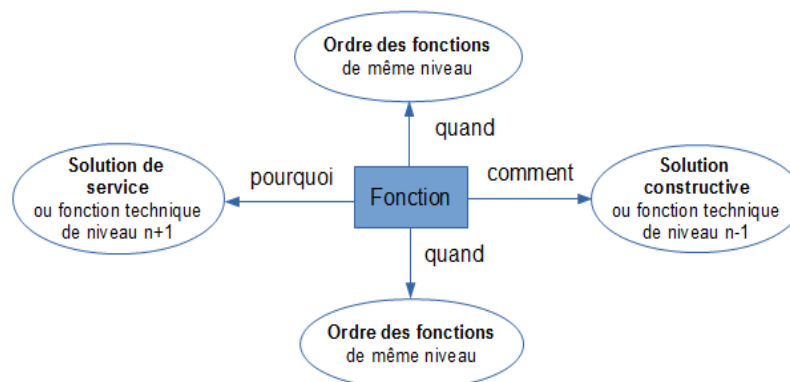 Ordre des fonctions
de même niveau
quand
Solution de
service
ou fonction technique
de niveau n+1
pourquoi
Fonction
comment
Solution
constructive
ou fonction technique
de niveau n-1
quand
Ordre des fonctions
de même niveau